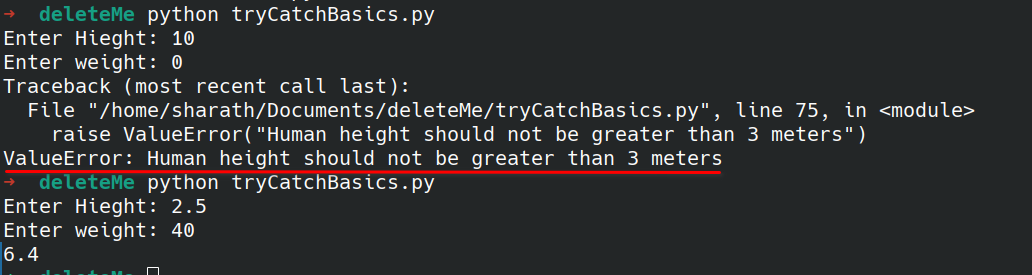 → deleteMe python tryCatchBasics.py
Enter Hieght: 10
Enter weight: 0
Traceback (most recent call last):
  File "/home/sharath/Documents/deleteMe/tryCatchBasics.py", line 75, in <module>
    raise ValueError("Human height should not be greater than 3 meters")
ValueError: Human height should not be greater than 3 meters
→ deleteMe python tryCatchBasics.py
Enter Hieght: 2.5
Enter weight: 40
6.4
→ deleteMe